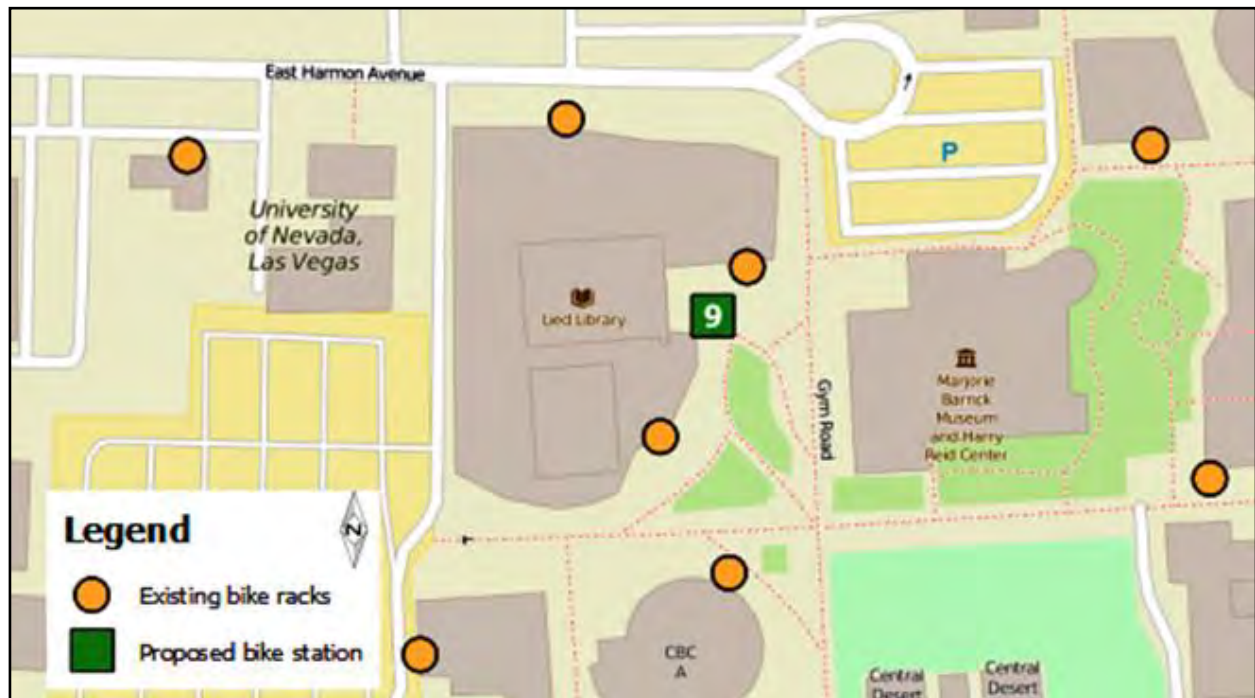 East Harmon Avenue
P
University
of Nevada,
Las Vegas
Lied Library
9
Gym Road
Marjorie
Barrick
Museum
and Harry
Reid Center
Legend
N
Existing bike racks
Proposed bike station
CBC
A
Central
Desert
Central
Desert